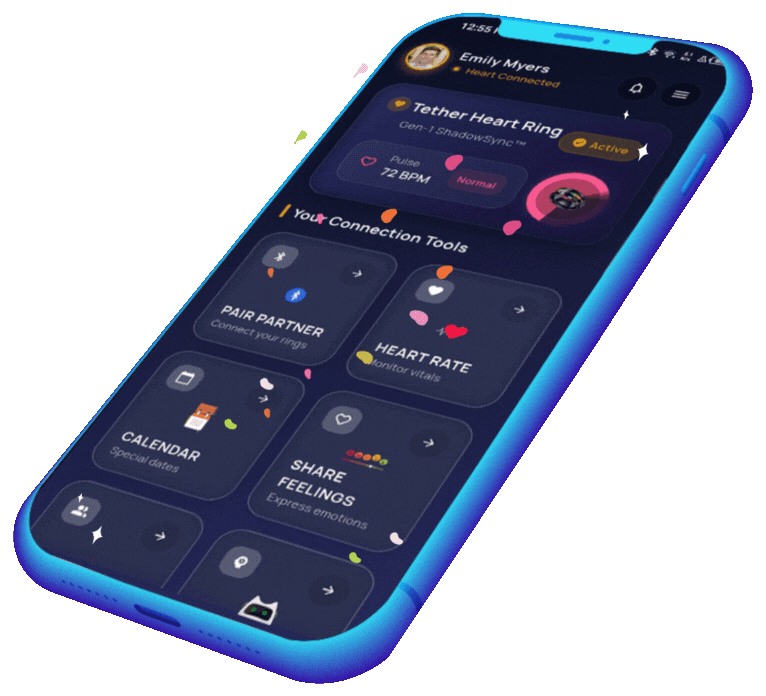 12:55
Emily Myers
Heart Connected
Tether Heart Ring
Gen-1 ShadowSync™
Active
Pulse
72 BPM
Normal
Your Connection Tools
PAIR PARTNER
Connect your rings
HEART RATE
Monitor vitals
CALENDAR
Special dates
SHARE
FEELINGS
Express emotions